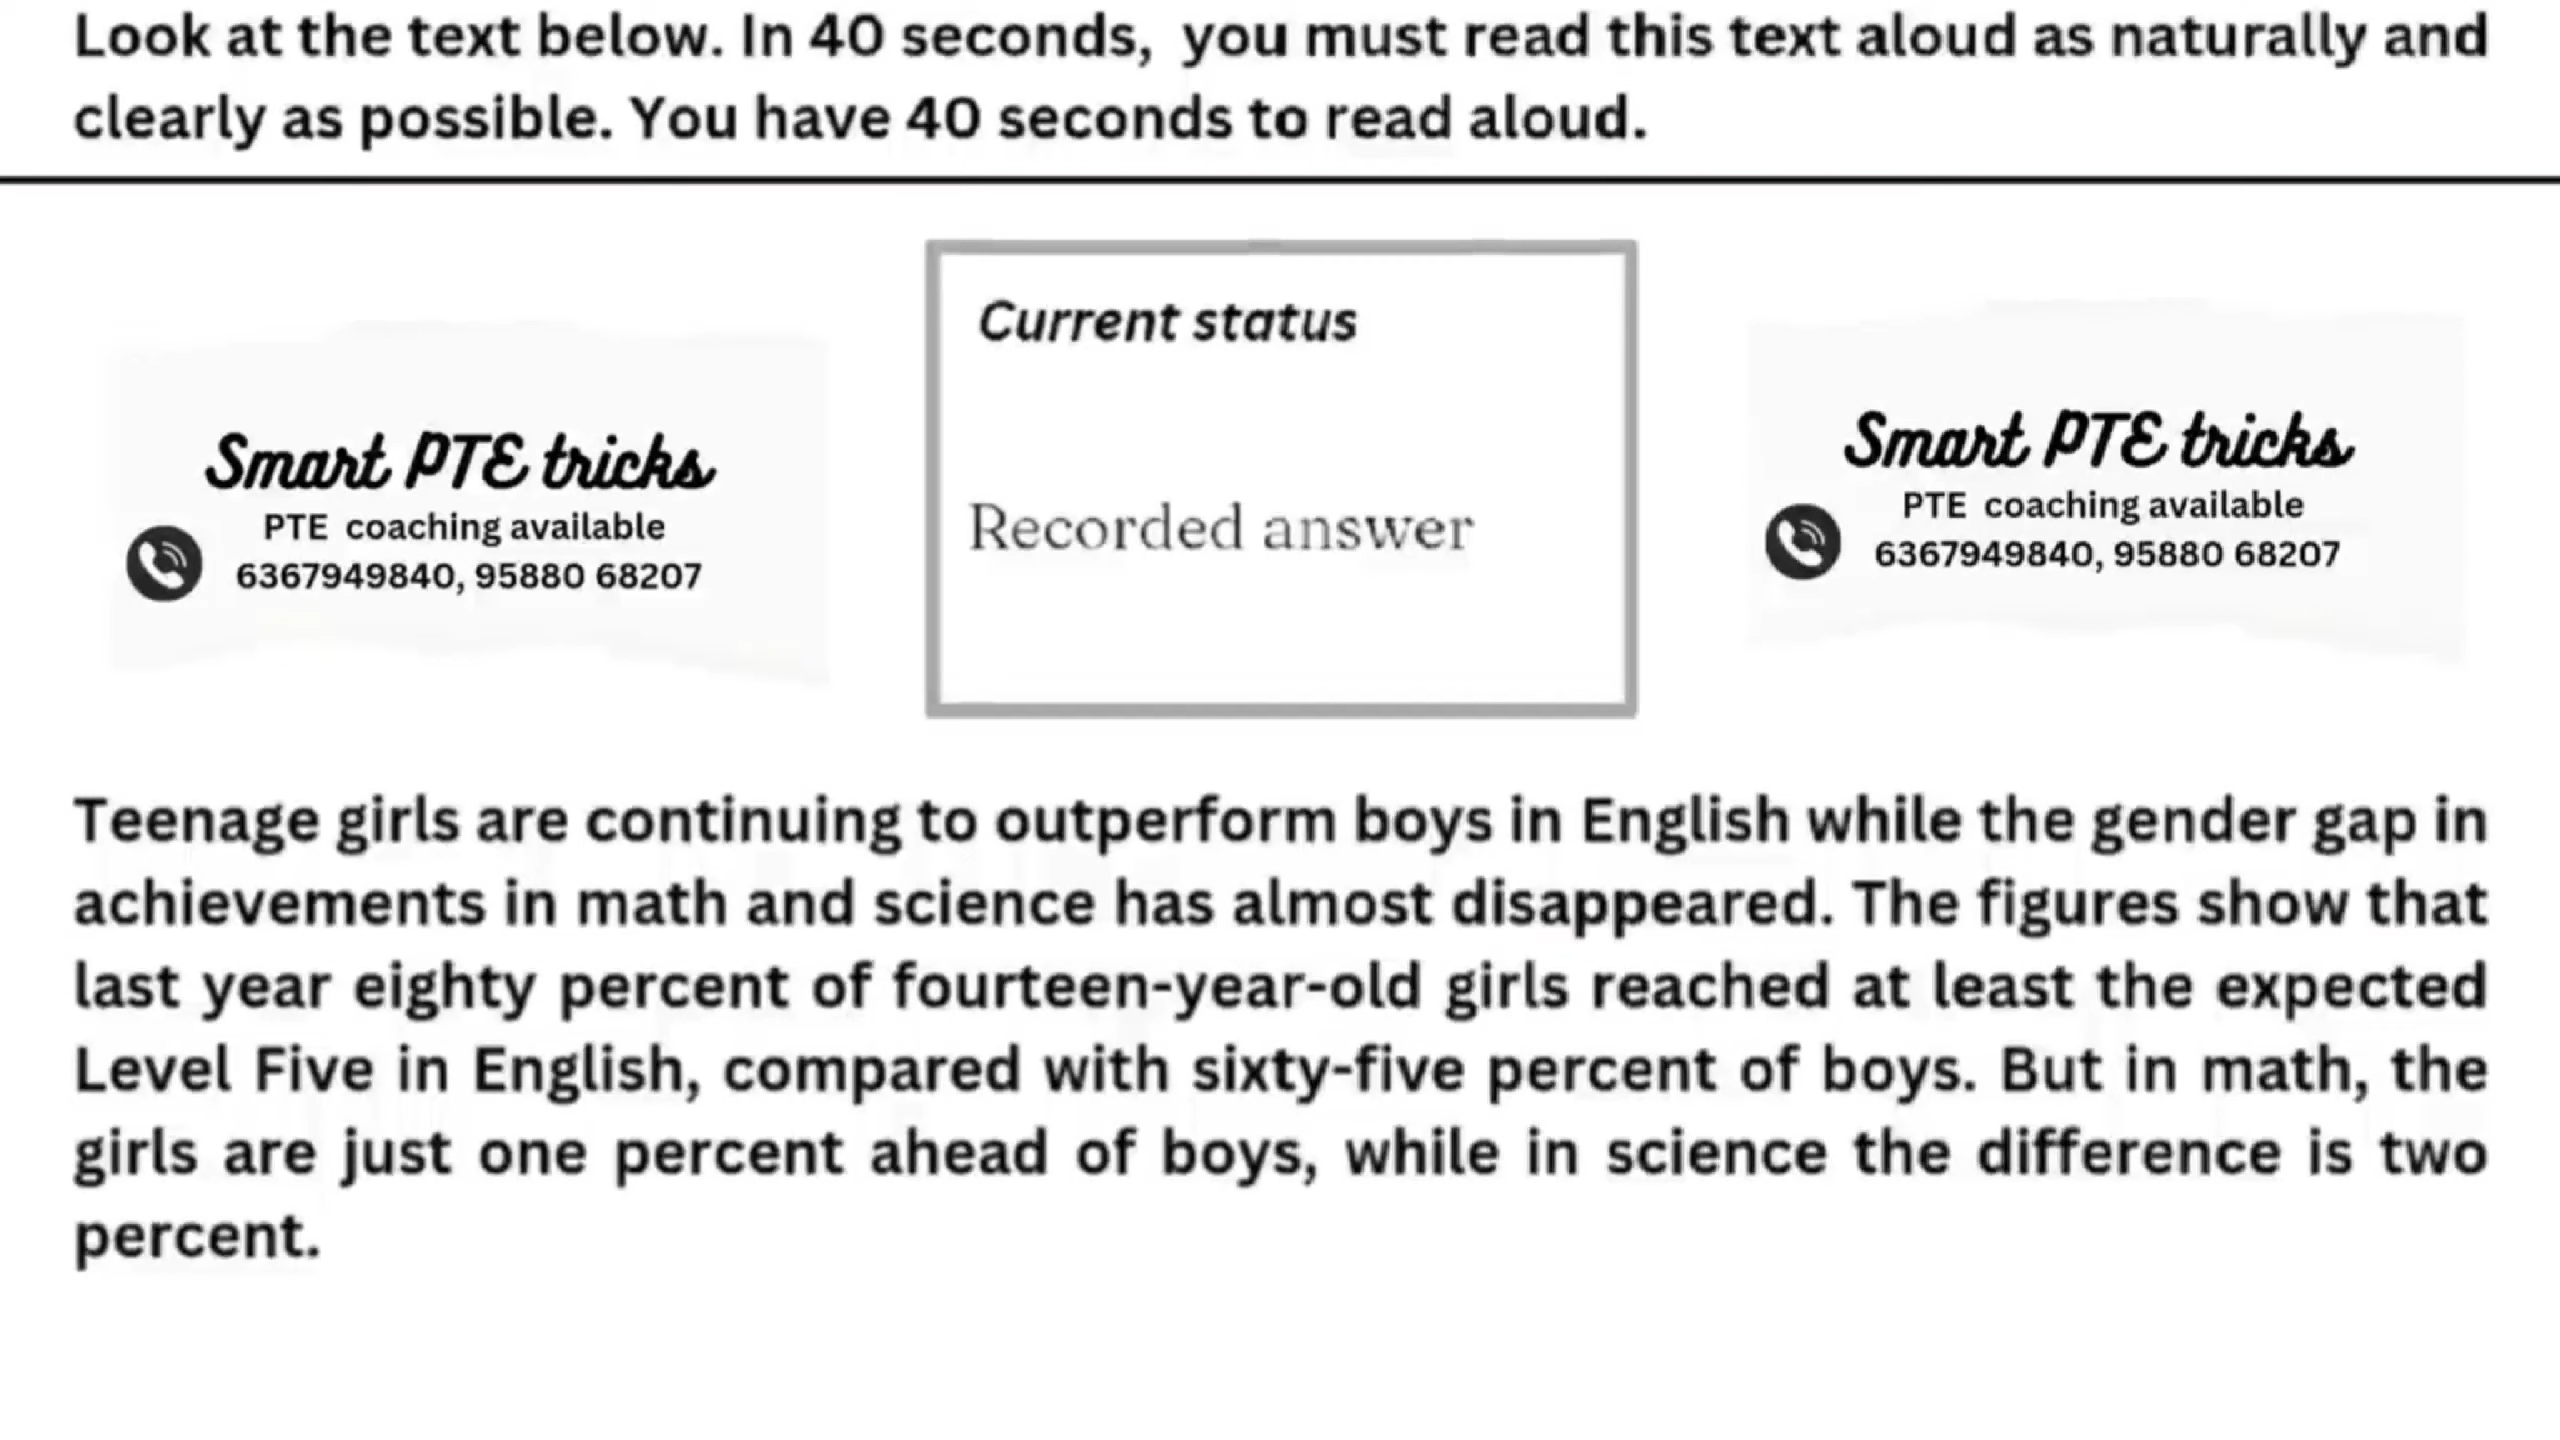 Look at the text below. In 40 seconds, you must read this text aloud as naturally and
clearly as possible. You have 40 seconds to read aloud.
Current status
Recorded answer
Smart PTE tricks
PTE coaching available
6367949840, 95880 68207
Smart PTE tricks
PTE coaching available
6367949840, 95880 68207
Teenage girls are continuing to outperform boys in English while the gender gap in
achievements in math and science has almost disappeared. The figures show that
last year eighty percent of fourteen-year-old girls reached at least the expected
Level Five in English, compared with sixty-five percent of boys. But in math, the
girls are just one percent ahead of boys, while in science the difference is two
percent.